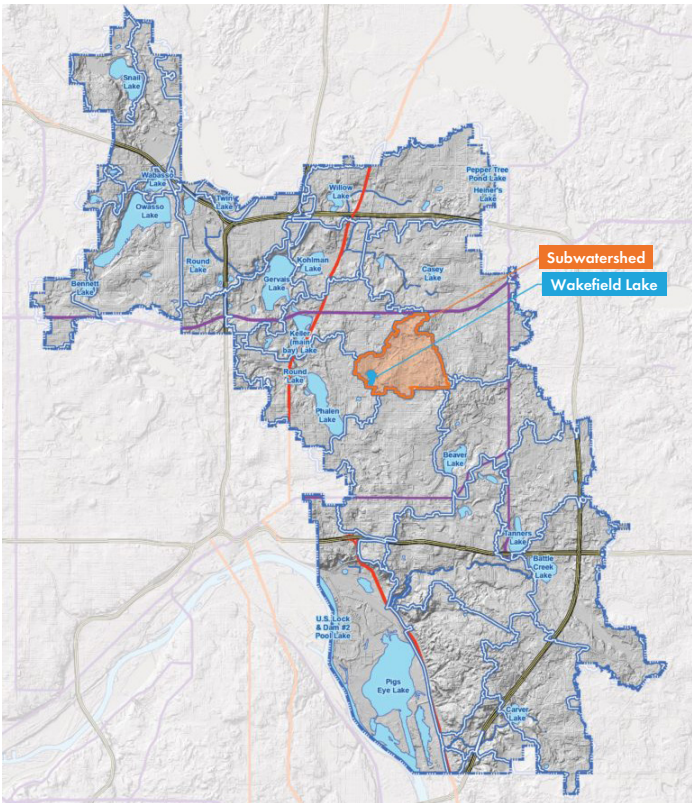 Snail
Lake
Wabasso
Lake
Owasso
Lake
Twin
Lake
Willow
Lake
Pepper Tree
Pond Lake
Heiner's
Lake
Round
Lake
Bennett
Lake
Gervais
Lake
Kohlman
Lake
Casey
Lake
Subwatershed
Wakefield Lake
Keller
(main
bay) Lake
Round
Lake
Phalen
Lake
Beaver
Lake
Tanners
Lake
Battle
Creek
Lake
U.S. Lock
& Dam #2
Pool Lake
Pigs
Eye Lake
Carver
Lake